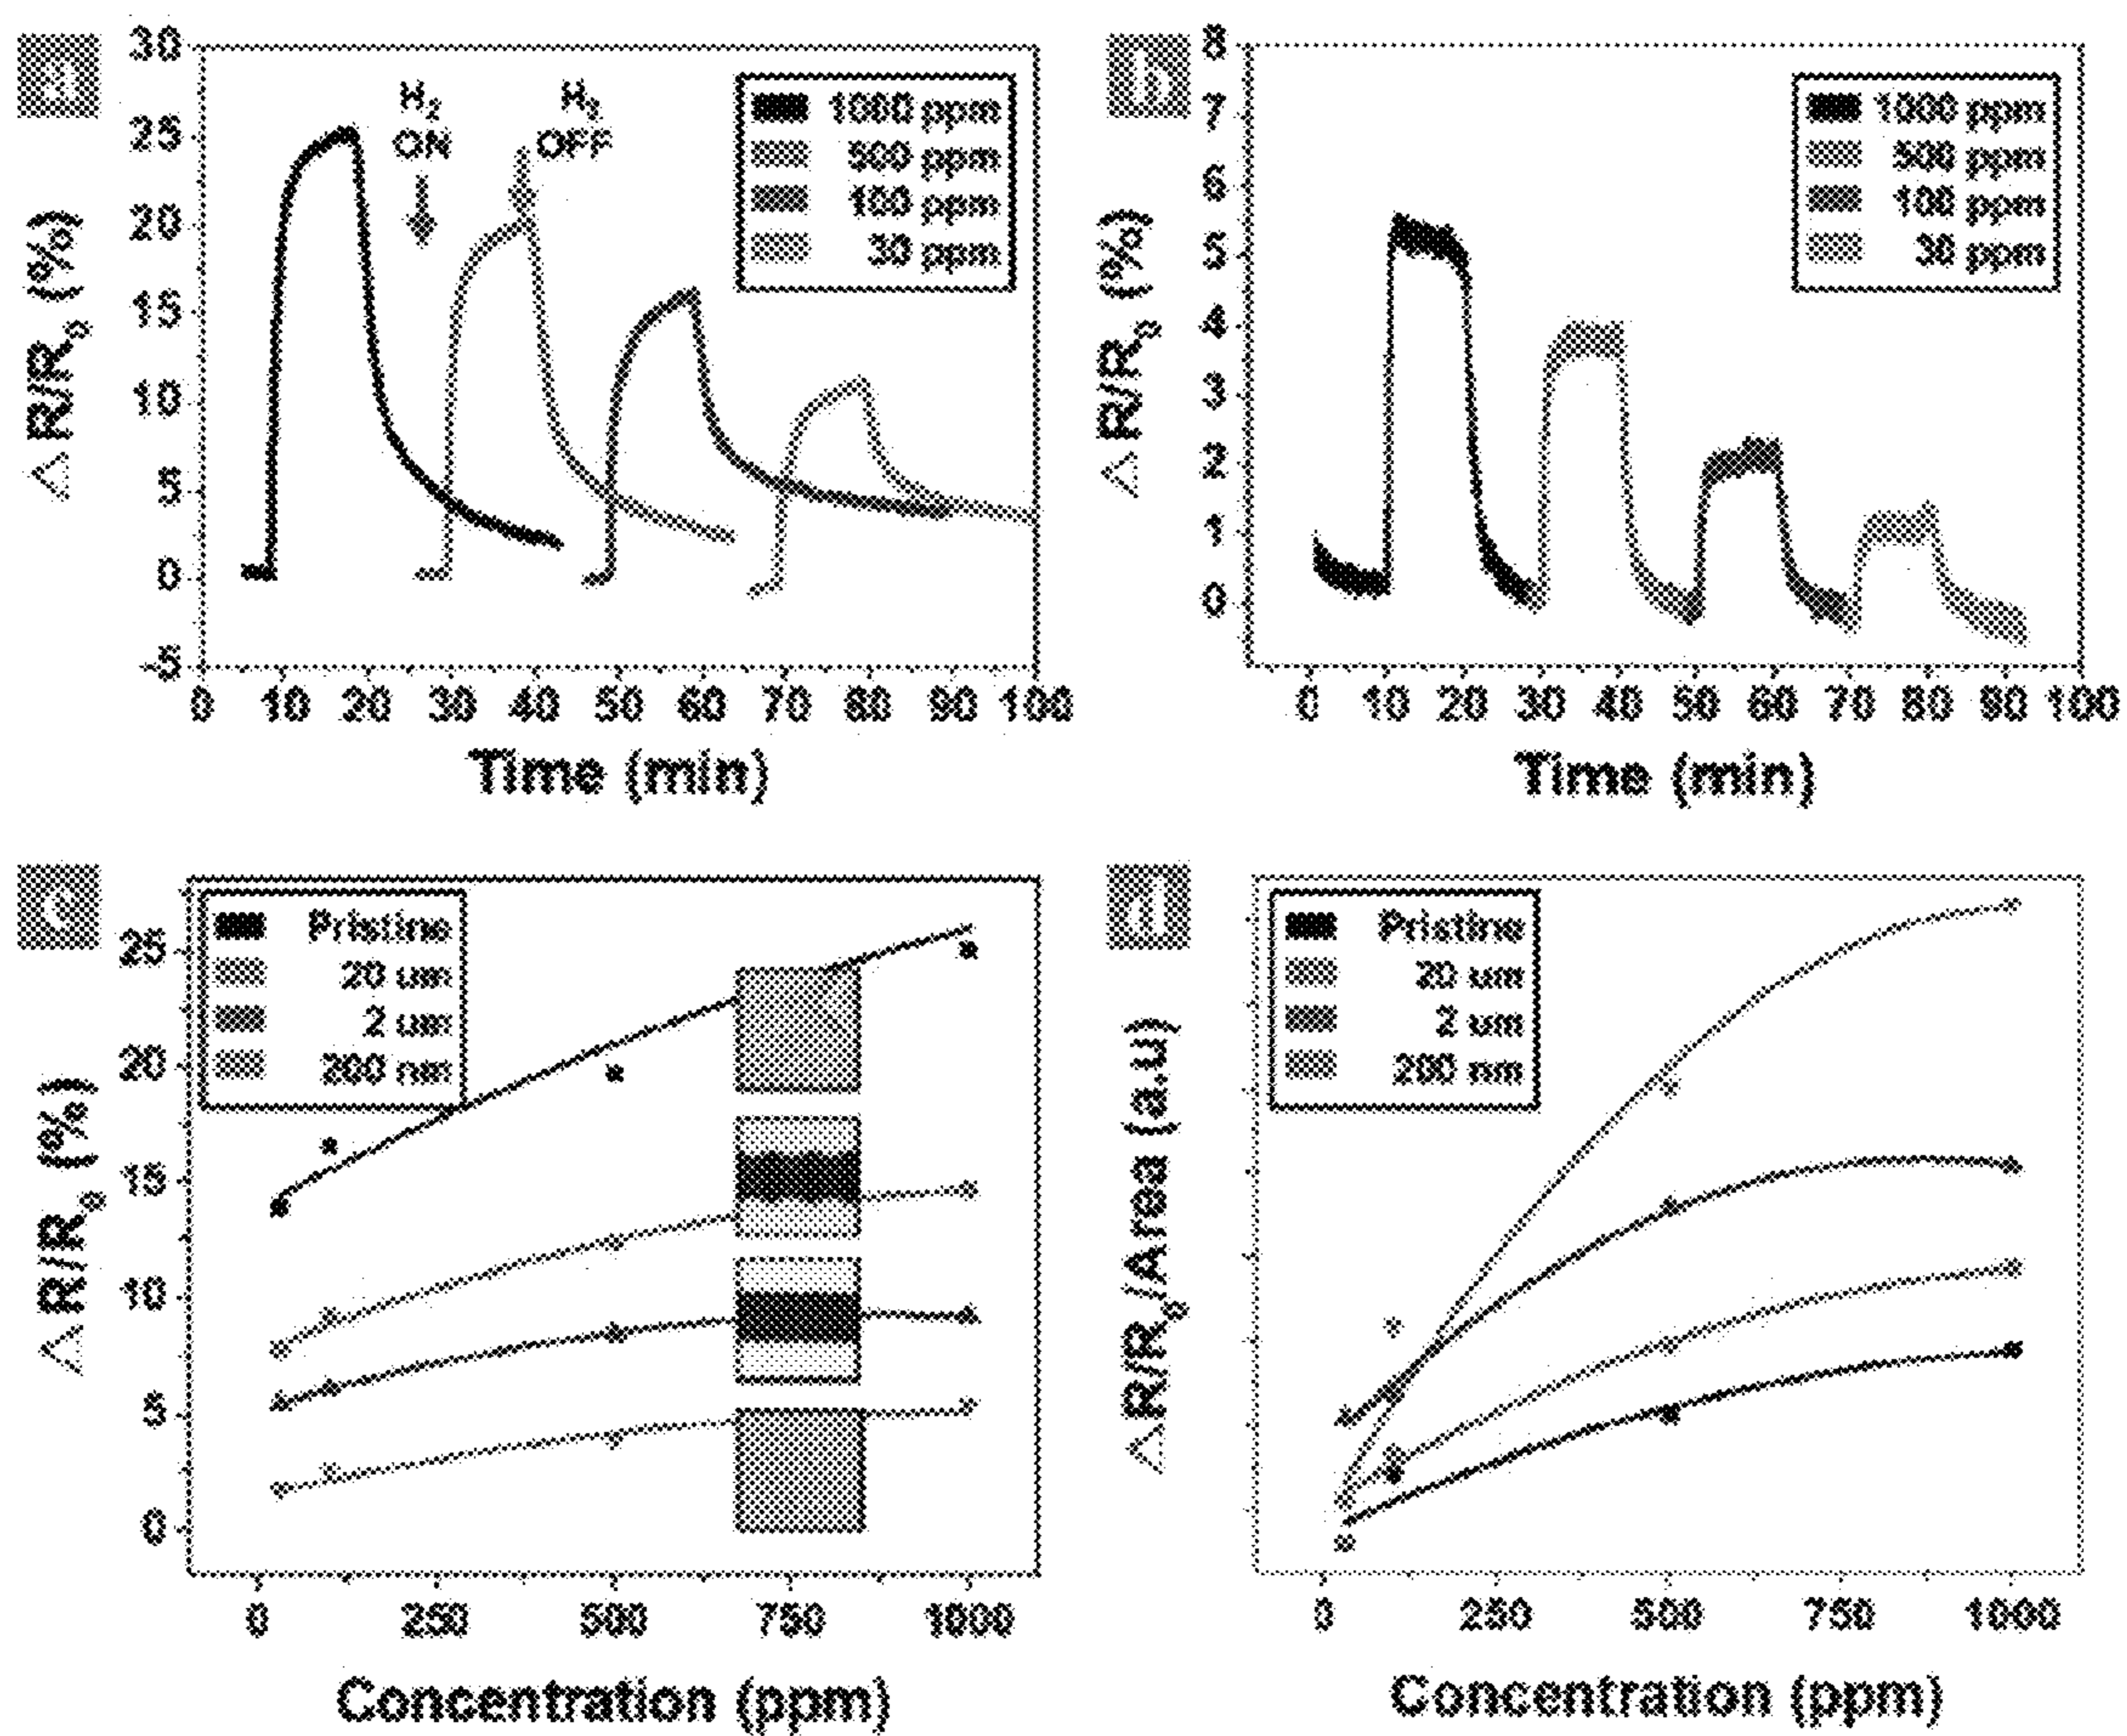 a
30
25
20
15
10
5
0
-5
△R/R₀ (%)
H₂
ON
H₂
OFF
1000 ppm
500 ppm
100 ppm
30 ppm
0 10 20 30 40 50 60 70 80 90 100
Time (min)
b
8
7
6
5
4
3
2
1
0
△R/R₀ (%)
1000 ppm
500 ppm
100 ppm
30 ppm
0 10 20 30 40 50 60 70 80 90 100
Time (min)
c
25
20
15
10
5
0
△R/R₀ (%)
Pristine
20 um
2 um
200 nm
0 250 500 750 1000
Concentration (ppm)
d
△R/R₀/Area (a.u)
Pristine
20 um
2 um
200 nm
0 250 500 750 1000
Concentration (ppm)